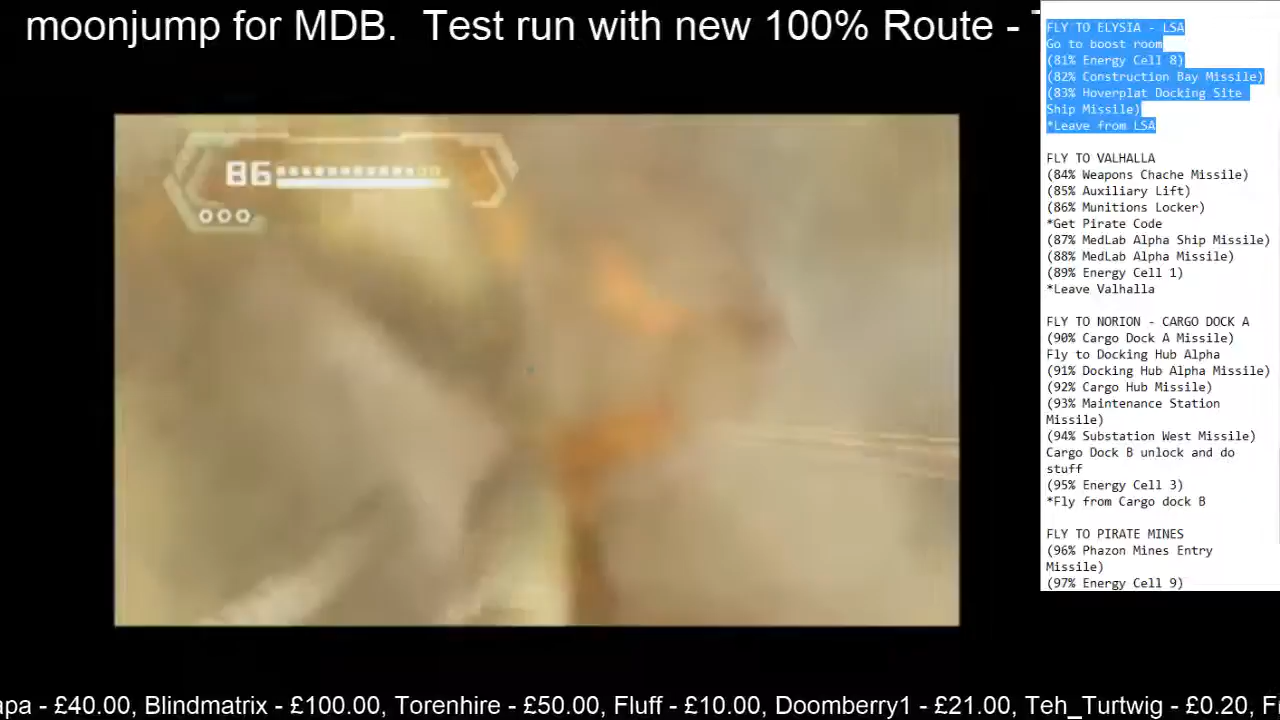 moonjump for MDB. Test run with new 100% Route -
FLY TO ELYSIA - LSA
Go to boost room
(81% Energy Cell 8)
(82% Construction Bay Missile)
(83% Hoverplat Docking Site
Ship Missile)
*Leave from LSA
FLY TO VALHALLA
(84% Weapons Chache Missile)
(85% Auxiliary Lift)
(86% Munitions Locker)
*Get Pirate Code
(87% MedLab Alpha Ship Missile)
(88% MedLab Alpha Missile)
(89% Energy Cell 1)
*Leave Valhalla
FLY TO NORION - CARGO DOCK A
(90% Cargo Dock A Missile)
Fly to Docking Hub Alpha
(91% Docking Hub Alpha Missile)
(92% Cargo Hub Missile)
(93% Maintenance Station
Missile)
(94% Substation West Missile)
Cargo Dock B unlock and do
stuff
(95% Energy Cell 3)
*Fly from Cargo dock B
FLY TO PIRATE MINES
(96% Phazon Mines Entry
Missile)
(97% Energy Cell 9)
86
apa - £40.00, Blindmatrix - £100.00, Torenhire - £50.00, Fluff - £10.00, Doomberry1 - £21.00, Teh_Turtwig - £0.20, F